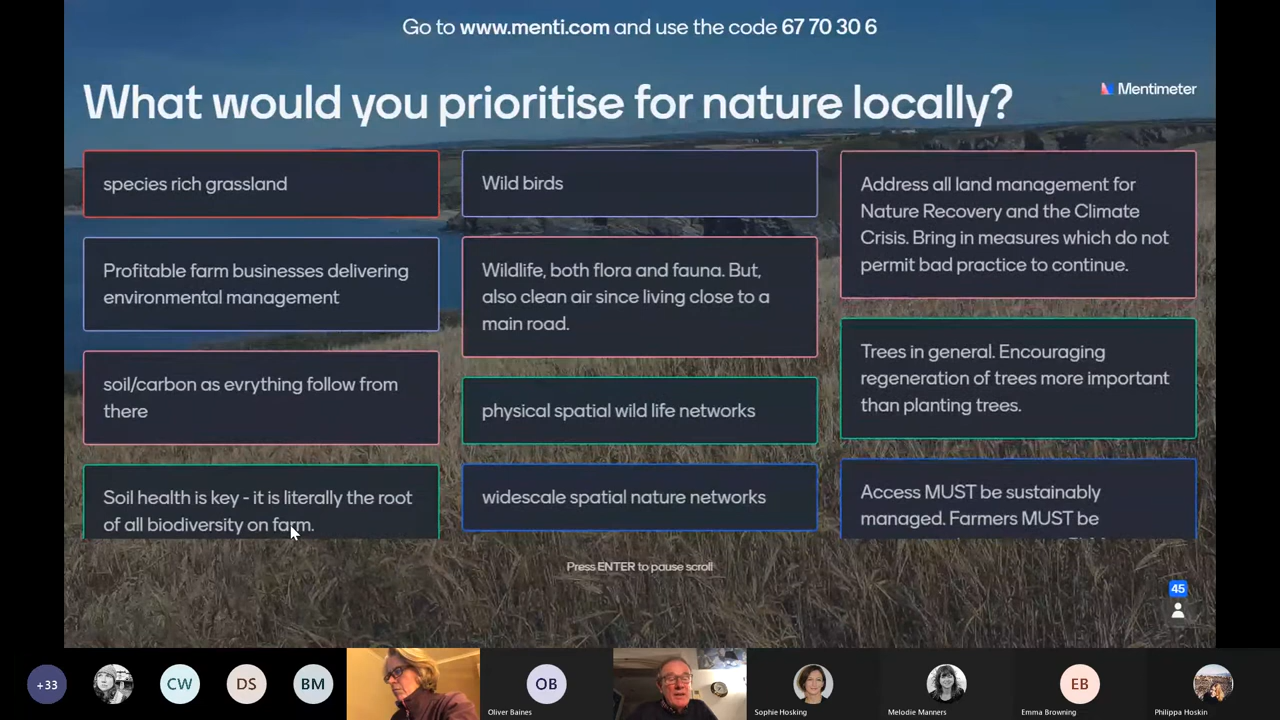 Go to www.menti.com and use the code 67 70 30 6
What would you prioritise for nature locally?
Mentimeter
species rich grassland
Profitable farm businesses delivering
environmental management
soil/carbon as evrything follow from
there
Soil health is key - it is literally the root
of all biodiversity on farm.
Wild birds
Wildlife, both flora and fauna. But,
also clean air since living close to a
main road.
physical spatial wild life networks
widescale spatial nature networks
Address all land management for
Nature Recovery and the Climate
Crisis. Bring in measures which do not
permit bad practice to continue.
Trees in general. Encouraging
regeneration of trees more important
than planting trees.
Access MUST be sustainably
managed. Farmers MUST be
Press ENTER to pause scroll
45
+33
CW
DS
BM
OB
Oliver Baines
Sophie Hosking
Melodie Manners
EB
Emma Browning
Philippa Hoskin